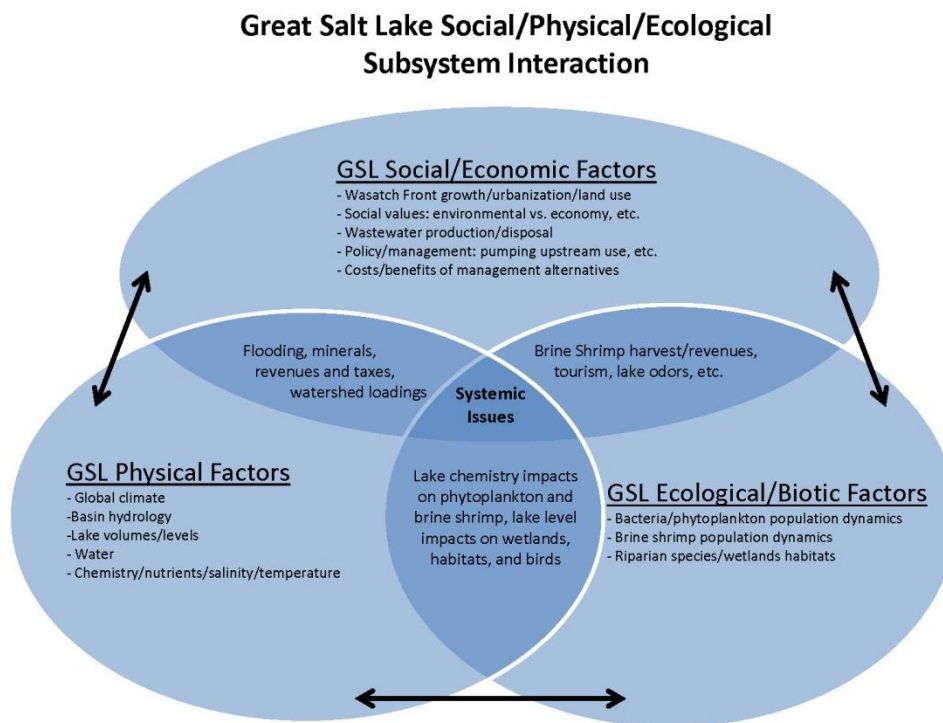 Great Salt Lake Social/Physical/Ecological
Subsystem Interaction
GSL Social/Economic Factors
- Wasatch Front growth/urbanization/land use
- Social values: environmental vs. economy, etc.
- Wastewater production/disposal
- Policy/management: pumping upstream use, etc.
- Costs/benefits of management alternatives
Flooding, minerals,
revenues and taxes,
watershed loadings
Brine Shrimp harvest/revenues,
tourism, lake odors, etc.
Systemic
Issues
GSL Physical Factors
- Global climate
-Basin hydrology
-Lake volumes/levels
- Water
- Chemistry/nutrients/salinity/temperature
Lake chemistry impacts
on phytoplankton and
brine shrimp, lake level
impacts on wetlands,
habitats, and birds
GSL Ecological/Biotic Factors
- Bacteria/phytoplankton population dynamics
- Brine shrimp population dynamics
- Riparian species/wetlands habitats